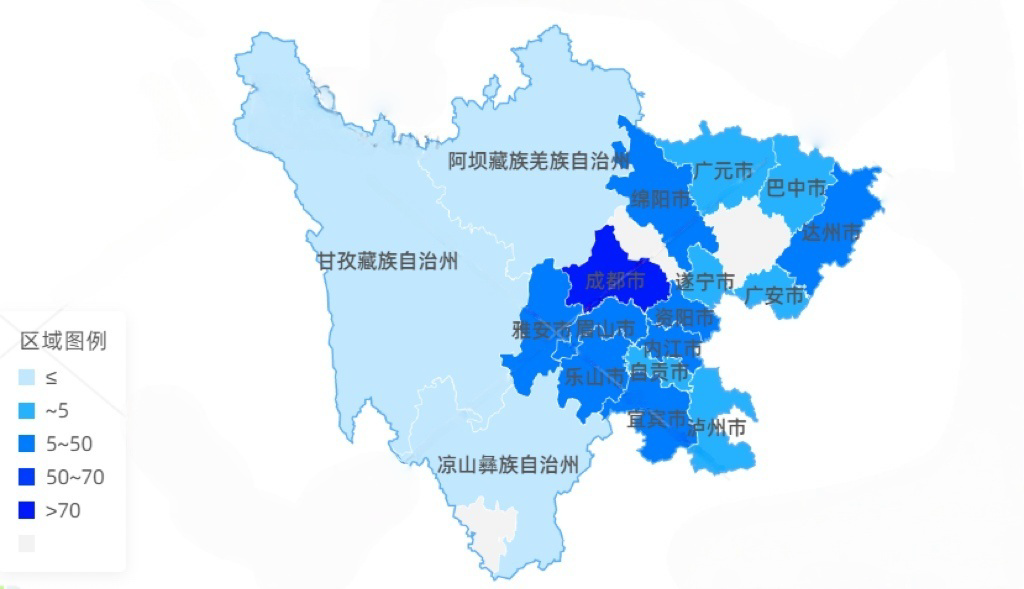 阿坝藏族羌族自治州
广元市
巴中市
绵阳市
达州市
甘孜藏族自治州
成都市
遂宁市
广安市
资阳市
雅安市
眉山市
内江市
自贡市
乐山市
宜宾市
泸州市
凉山彝族自治州
区域图例
≤
~5
5~50
50~70
>70